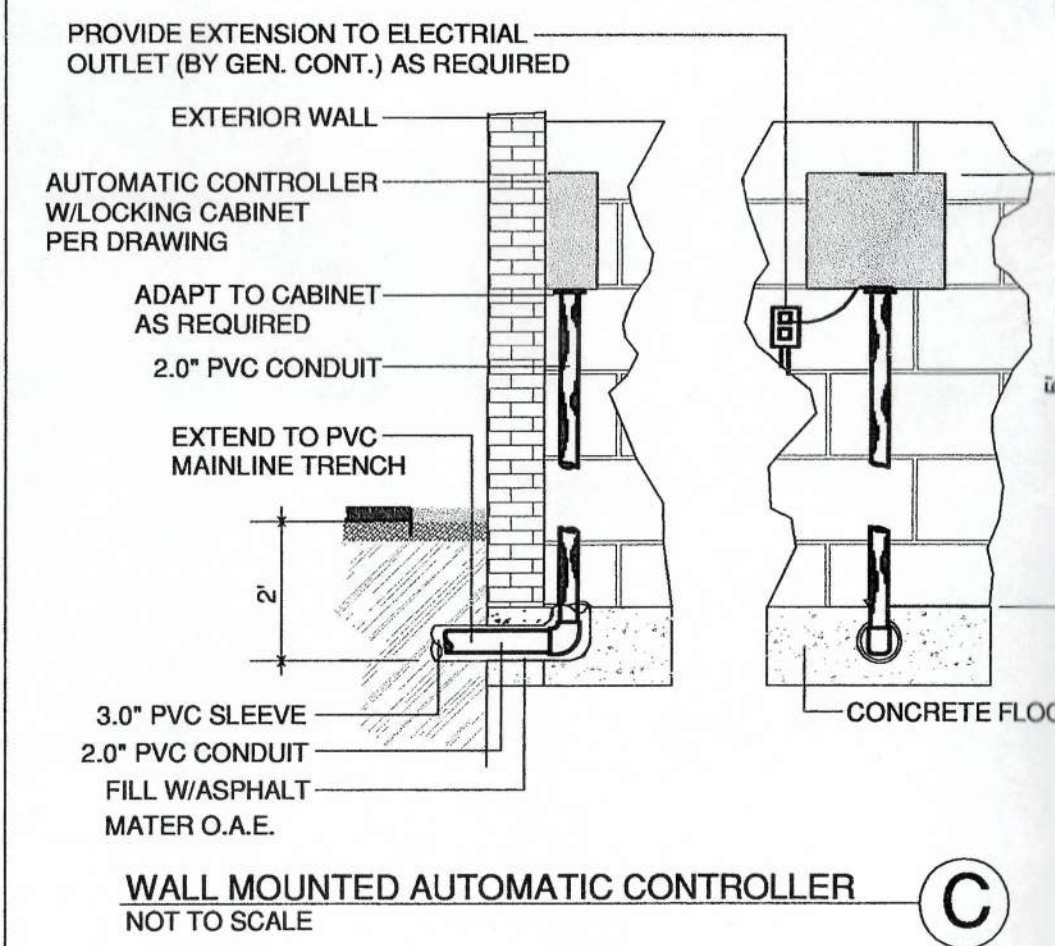 PROVIDE EXTENSION TO ELECTRIAL
OUTLET (BY GEN. CONT.) AS REQUIRED
EXTERIOR WALL
AUTOMATIC CONTROLLER
W/LOCKING CABINET
PER DRAWING
ADAPT TO CABINET
AS REQUIRED
2.0" PVC CONDUIT
EXTEND TO PVC
MAINLINE TRENCH
2'
3.0" PVC SLEEVE
2.0" PVC CONDUIT
FILL W/ASPHALT
MATER O.A.E.
CONCRETE
WALL MOUNTED AUTOMATIC CONTROLLER
NOT TO SCALE
C